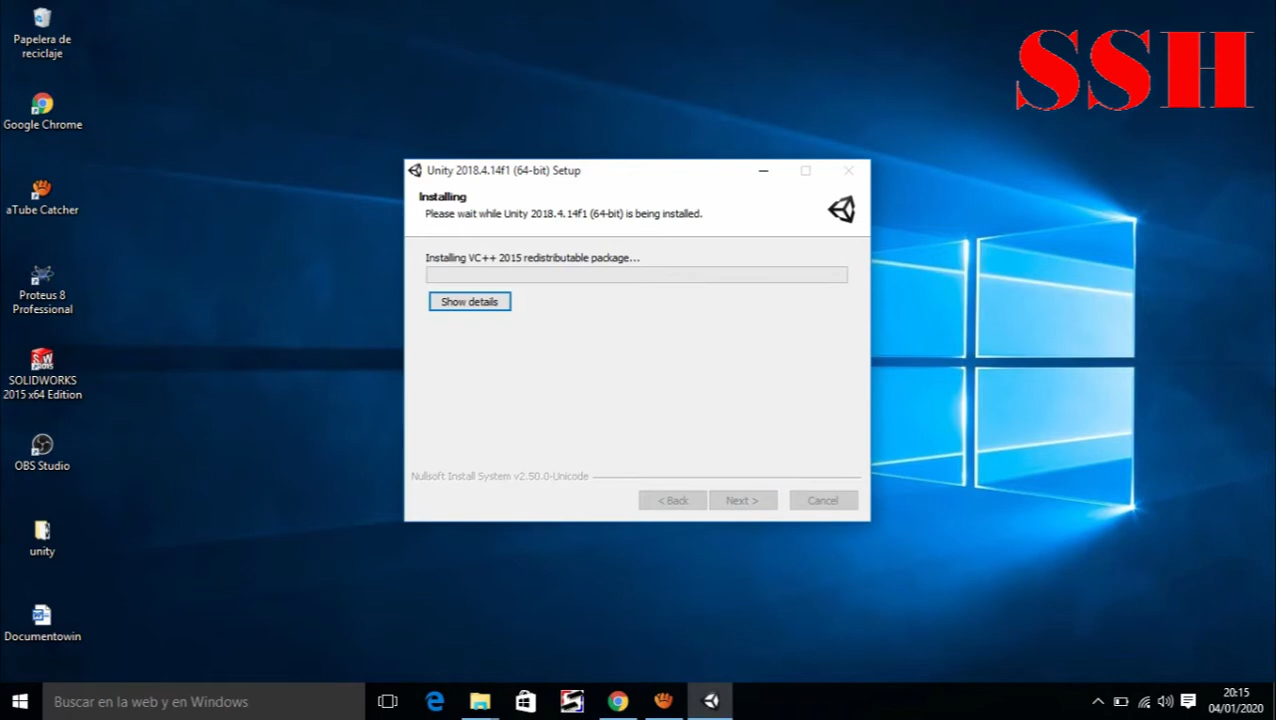 Papelera de
reciclaje
Google Chrome
aTube Catcher
Proteus 8
Professional
SOLIDWORKS
2015 x64 Edition
OBS Studio
unity
Documentowin
SSH
Unity 2018.4.14f1 (64-bit) Setup
Installing
Please wait while Unity 2018.4.14f1 (64-bit) is being installed.
Installing VC++ 2015 redistributable package...
Show details
Nullsoft Install System v2.50.0-Unicode
< Back
Next >
Cancel
Buscar en la web y en Windows
20:15
04/01/2020